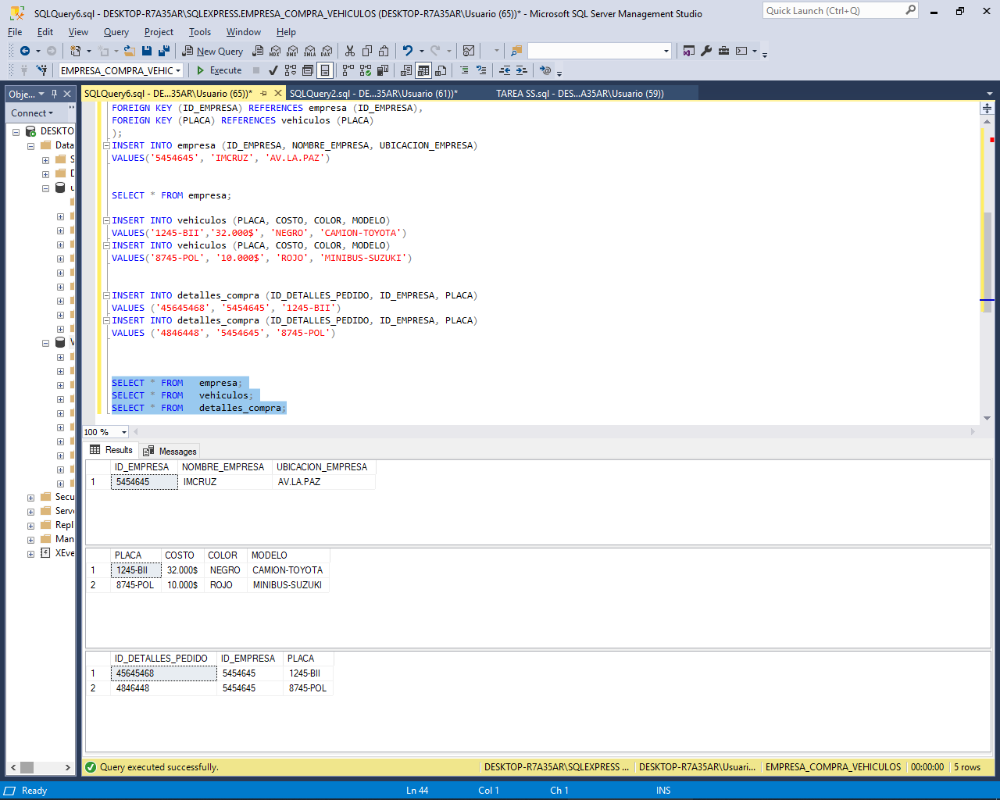 SQLQuery6.sql - DESKTOP-R7A35AR\SQLEXPRESS.EMPRESA_COMPRA_VEHICULOS (DESKTOP-R7A35AR\Usuario (65))* - Microsoft SQL Server Management Studio
Quick Launch (Ctrl+Q)
File Edit View Query Project Tools Window Help
New Query
MDX DMX XMLA DAX
EMPRESA_COMPRA_VEHIC
Execute
Obje...
SQLQuery6.sql - DE...35AR\Usuario (65))*
SQLQuery2.sql - DE...35AR\Usuario (61))*
TAREA SS.sql - DES...A35AR\Usuario (59))
Connect
DESKTO
Data
S
D
u
V
Secu
Serve
Repl
Man
XEve
FOREIGN KEY (ID_EMPRESA) REFERENCES empresa (ID_EMPRESA),
FOREIGN KEY (PLACA) REFERENCES vehiculos (PLACA)
);
INSERT INTO empresa (ID_EMPRESA, NOMBRE_EMPRESA, UBICACION_EMPRESA)
VALUES('5454645', 'IMCRUZ', 'AV.LA.PAZ')
SELECT * FROM empresa;
INSERT INTO vehiculos (PLACA, COSTO, COLOR, MODELO)
VALUES('1245-BII','32.000$', 'NEGRO', 'CAMION-TOYOTA')
INSERT INTO vehiculos (PLACA, COSTO, COLOR, MODELO)
VALUES('8745-POL', '10.000$', 'ROJO', 'MINIBUS-SUZUKI')
INSERT INTO detalles_compra (ID_DETALLES_PEDIDO, ID_EMPRESA, PLACA)
VALUES ('45645468', '5454645', '1245-BII')
INSERT INTO detalles_compra (ID_DETALLES_PEDIDO, ID_EMPRESA, PLACA)
VALUES ('4846448', '5454645', '8745-POL')
SELECT * FROM   empresa;
SELECT * FROM   vehiculos;
SELECT * FROM   detalles_compra;
100 %
Results Messages
ID_EMPRESA NOMBRE_EMPRESA UBICACION_EMPRESA
1 5454645 IMCRUZ AV.LA.PAZ
PLACA COSTO COLOR MODELO
1 1245-BII 32.000$ NEGRO CAMION-TOYOTA
2 8745-POL 10.000$ ROJO MINIBUS-SUZUKI
ID_DETALLES_PEDIDO ID_EMPRESA PLACA
1 45645468 5454645 1245-BII
2 4846448 5454645 8745-POL
Query executed successfully.
DESKTOP-R7A35AR\SQLEXPRESS ... DESKTOP-R7A35AR\Usuari... EMPRESA_COMPRA_VEHICULOS 00:00:00 5 rows
Ready Ln 44 Col 1 Ch 1 INS